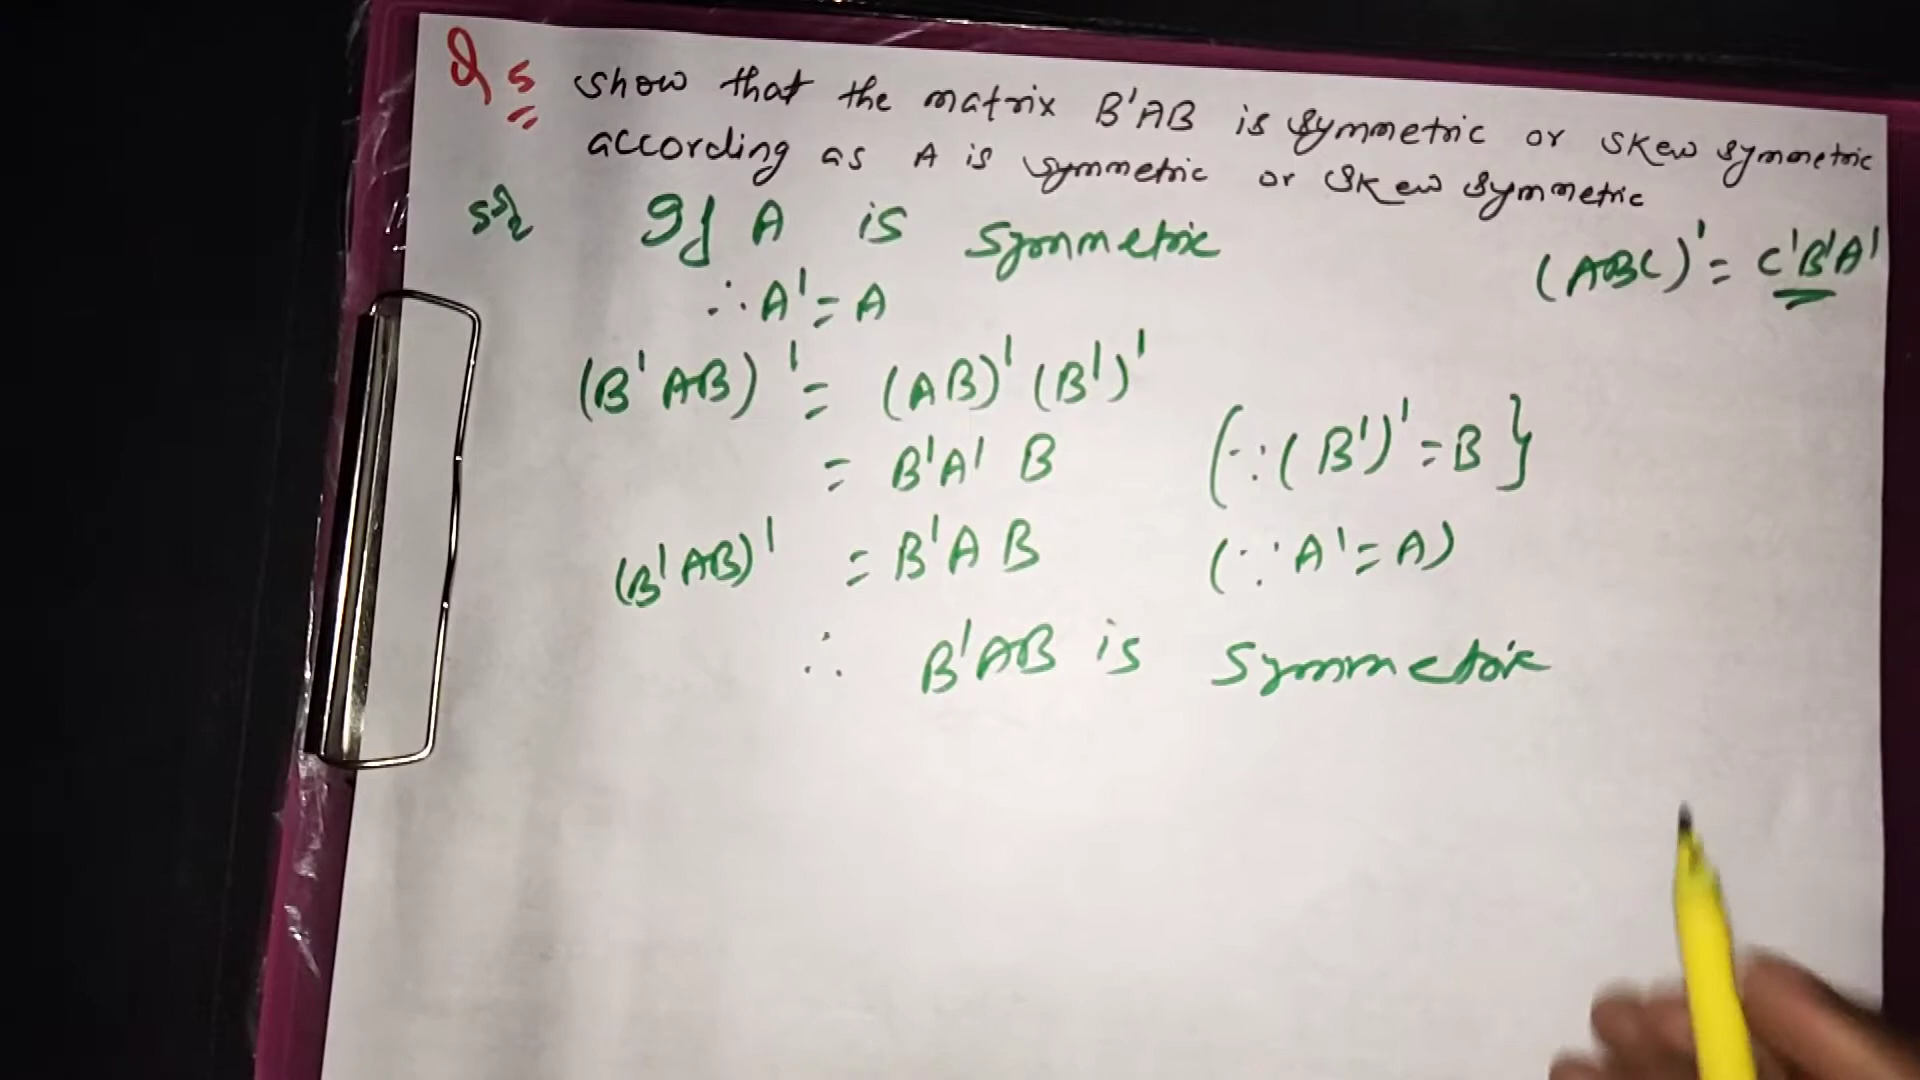 Q 5 show that the matrix B'AB is symmetric or skew symmetric
according as A is symmetric or skew symmetric
Sol If A is symmetric
(ABC)' = C'B'A'
∴ A' = A
(B'AB)' = (AB)' (B')'
= B'A' B {∵ (B')' = B}
(B'AB)' = B'AB (∵ A' = A)
∴ B'AB is symmetric